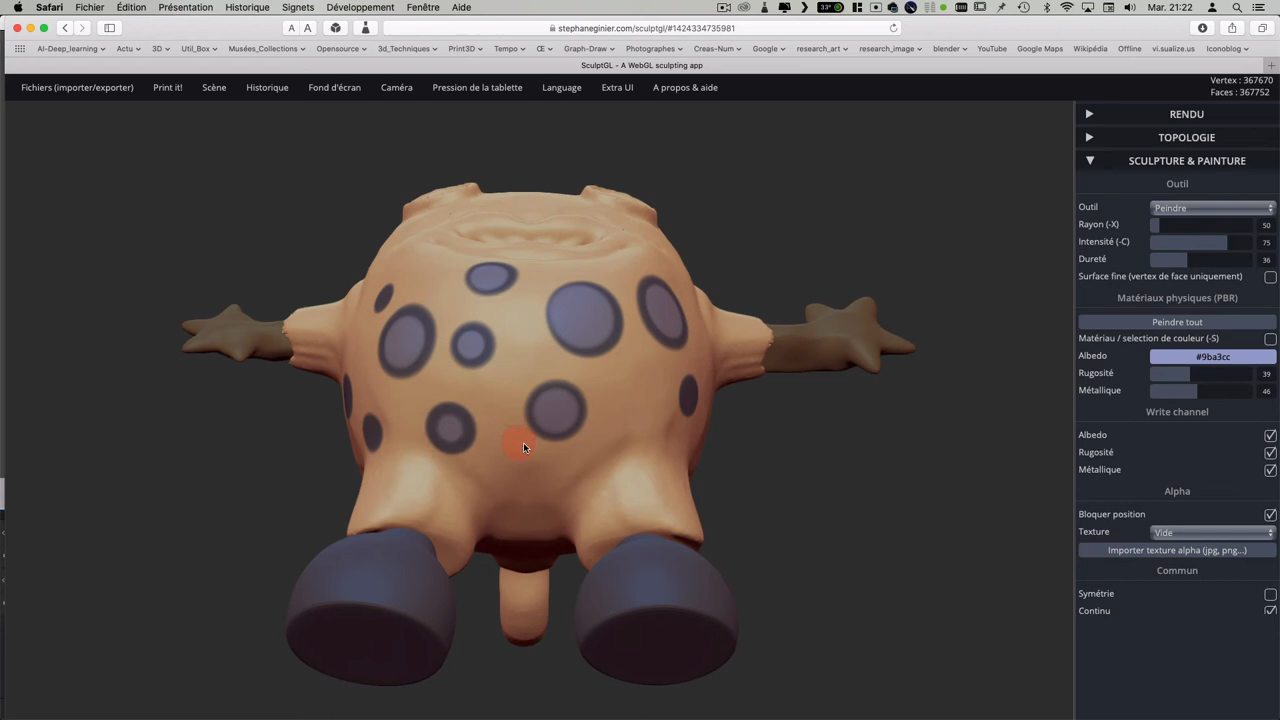 Safari Fichier Édition Présentation Historique Signets Développement Fenêtre Aide 33° Mar. 21:22
A A stephaneginier.com/sculptgl/#1424334735981
AI-Deep_learning Actu 3D Util_Box Musées_Collections Opensource 3d_Techniques Print3D Tempo Œ Graph-Draw Photographes Creas-Num Google research_art research_image blender YouTube Google Maps Wikipédia Offline vi.sualize.us Iconoblog
SculptGL - A WebGL sculpting app
Fichiers (importer/exporter) Print it! Scène Historique Fond d'écran Caméra Pression de la tablette Language Extra UI A propos & aide
Vertex : 367670
Faces : 367752
RENDU
TOPOLOGIE
SCULPTURE & PAINTURE
Outil
Outil Peindre
Rayon (-X) 50
Intensité (-C) 75
Dureté 36
Surface fine (vertex de face uniquement)
Matériaux physiques (PBR)
Peindre tout
Matériau / selection de couleur (-S)
Albedo #9ba3cc
Rugosité 39
Métallique 46
Write channel
Albedo
Rugosité
Métallique
Alpha
Bloquer position
Texture Vide
Importer texture alpha (jpg, png...)
Commun
Symétrie
Continu